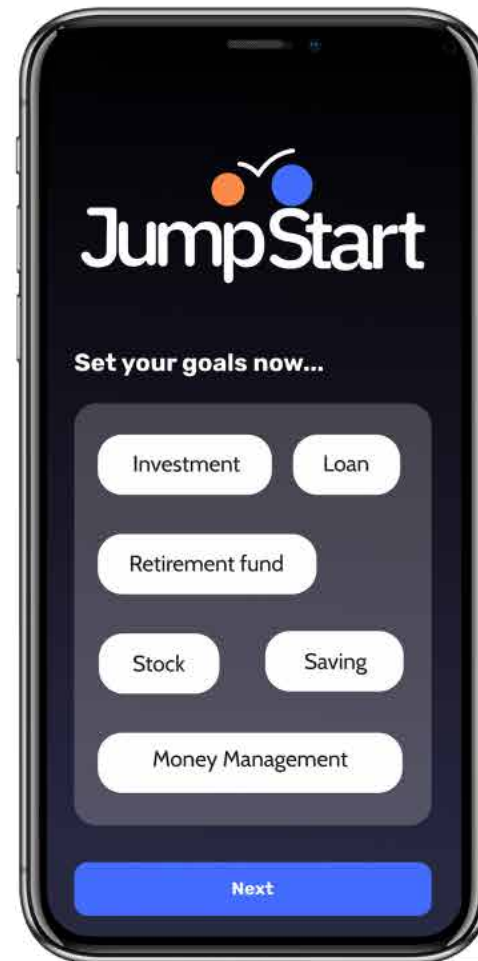 JumpStart
Set your goals now...
Investment Loan
Retirement fund
Stock Saving
Money Management
Next